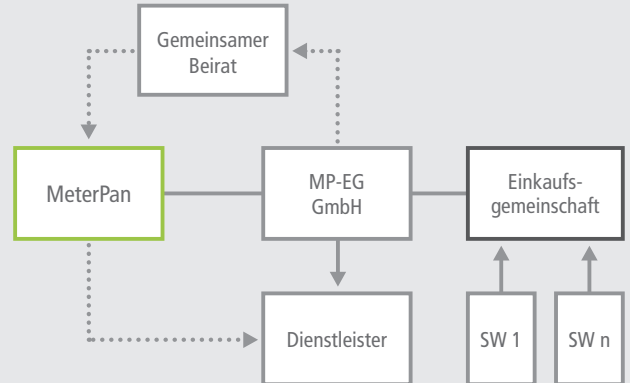 Gemeinsamer
Beirat
MeterPan
MP-EG
GmbH
Einkaufs-
gemeinschaft
Dienstleister
SW 1
SW n